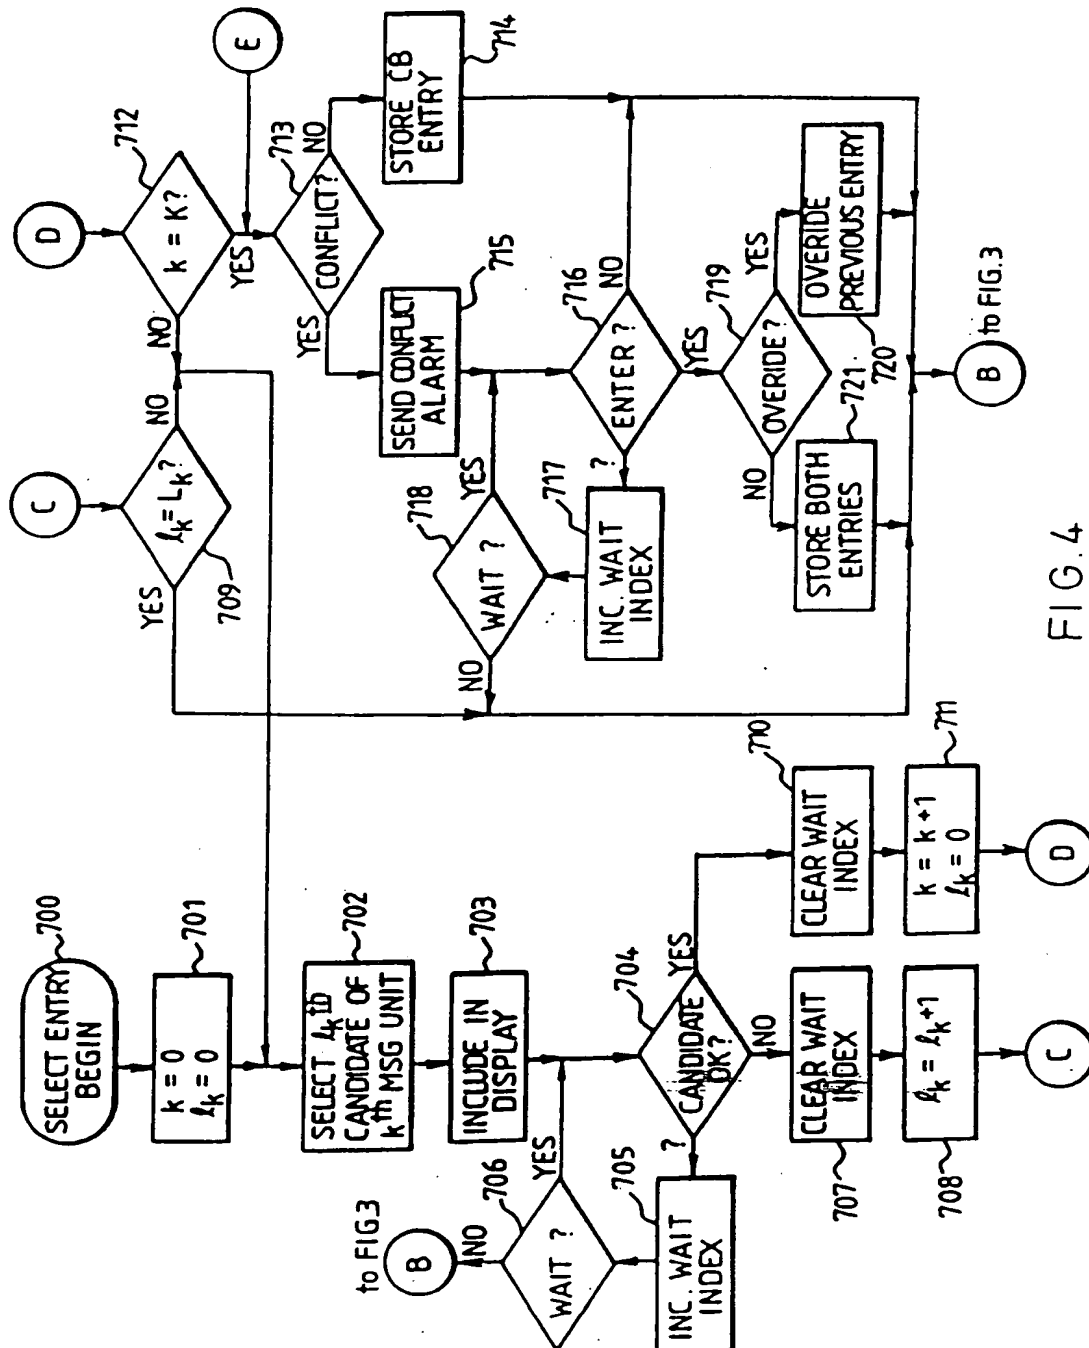 700
SELECT ENTRY
BEGIN
701
k = 0
ℓk = 0
702
SELECT ℓk th
CANDIDATE OF
kth MSG UNIT
703
INCLUDE IN
DISPLAY
704
CANDIDATE
OK?
YES
NO
?
705
INC. WAIT
INDEX
706
WAIT ?
YES
NO
B
to FIG.3
CLEAR WAIT
INDEX
707
ℓk = ℓk+1
708
C
710
CLEAR WAIT
INDEX
711
k = k+1
ℓk = 0
D
C
ℓk = Lk?
709
YES
NO
D
712
k = K?
NO
YES
E
713
CONFLICT?
YES
NO
714
STORE CB
ENTRY
715
SEND CONFLICT
ALARM
716
ENTER ?
NO
YES
?
717
INC. WAIT
INDEX
718
WAIT ?
YES
NO
719
OVERIDE?
YES
NO
OVERIDE
PREVIOUS ENTRY
720
721
STORE BOTH
ENTRIES
B
to FIG.3
FIG.4